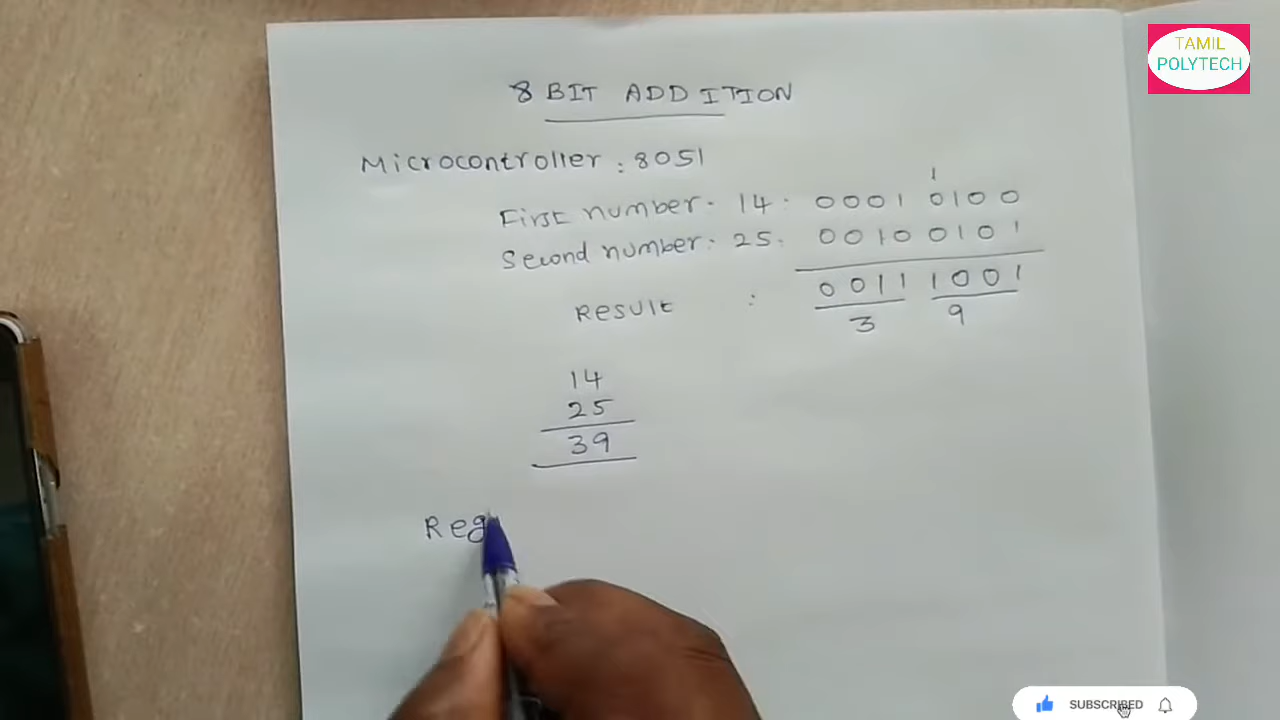 TAMIL
POLYTECH
8 BIT ADDITION
Microcontroller : 8051
1
First number. 14. 0001 0100
Second number. 25. 0010 0101
Result : 0011 1001
3 9
14
25
39
Reg
SUBSCRIBED